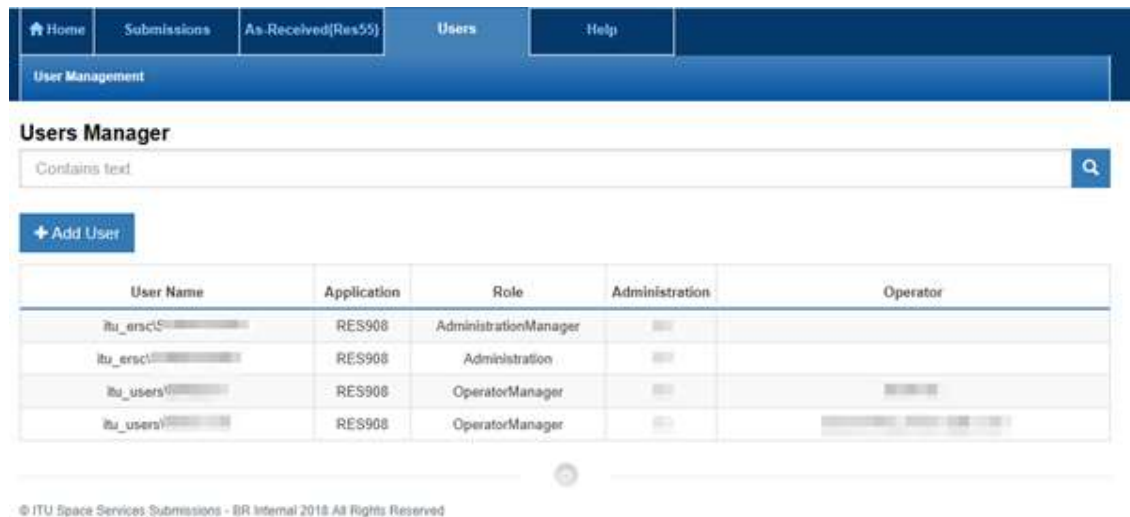 Home Submissions As-Received(Res55) Users Help
User Management
Users Manager
Contains text
Add User
User Name Application Role Administration Operator
itu_ersc\ RES908 AdministrationManager
itu_ersc\ RES908 Administration
itu_users\ RES908 OperatorManager
itu_users\ RES908 OperatorManager
© ITU Space Services Submissions - BR Internal 2018 All Rights Reserved